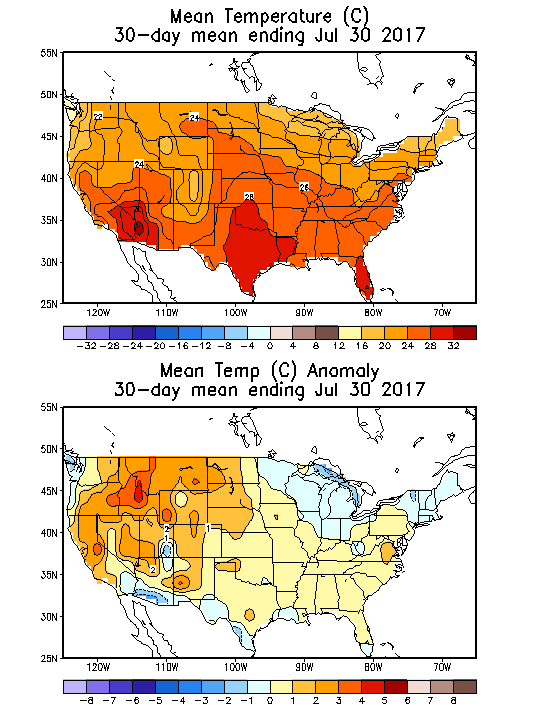 Mean Temperature (C)
30-day mean ending Jul 30 2017
55N
50N
45N
40N
35N
30N
25N
22
24
24
26
28
120W 110W 100W 90W 80W 70W
-32 -28 -24 -20 -16 -12 -8 -4 0 4 8 12 16 20 24 28 32
Mean Temp (C) Anomaly
30-day mean ending Jul 30 2017
55N
50N
45N
40N
35N
30N
25N
2
1
1
2
120W 110W 100W 90W 80W 70W
-8 -7 -6 -5 -4 -3 -2 -1 0 1 2 3 4 5 6 7 8